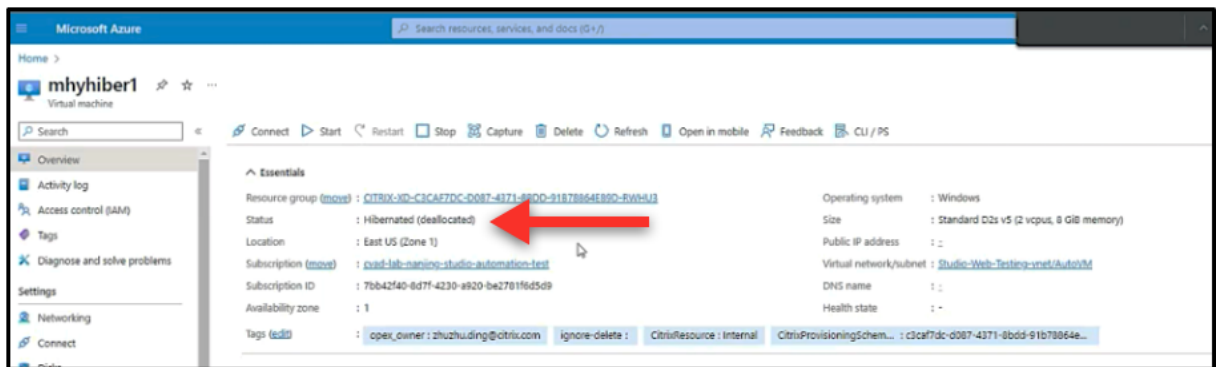 Microsoft Azure
Search resources, services, and docs (G+/)
Home >
mhyhiber1
Virtual machine
Search
Connect Start Restart Stop Capture Delete Refresh Open in mobile Feedback CLI / PS
Overview
Activity log
Access control (IAM)
Tags
Diagnose and solve problems
Settings
Networking
Connect
Disks
Essentials
Resource group (move) : CITRIX-XD-C3CAF7DC-D087-4371-8BDD-91B78864E89D-RWHU3
Status : Hibernated (deallocated)
Location : East US (Zone 1)
Subscription (move) : cvad-lab-nanjing-studio-automation-test
Subscription ID : 7bb42f40-8d7f-4230-a920-be2781f6d5d9
Availability zone : 1
Operating system : Windows
Size : Standard D2s v5 (2 vcpus, 8 GiB memory)
Public IP address : -
Virtual network/subnet : Studio-Web-Testing-vnet/AutoVM
DNS name : -
Health state : -
Tags (edit) : opex_owner : zhuzhu.ding@citrix.com ignore-delete : CitrixResource : Internal CitrixProvisioningSchem... : c3caf7dc-d087-4371-8bdd-91b78864e...